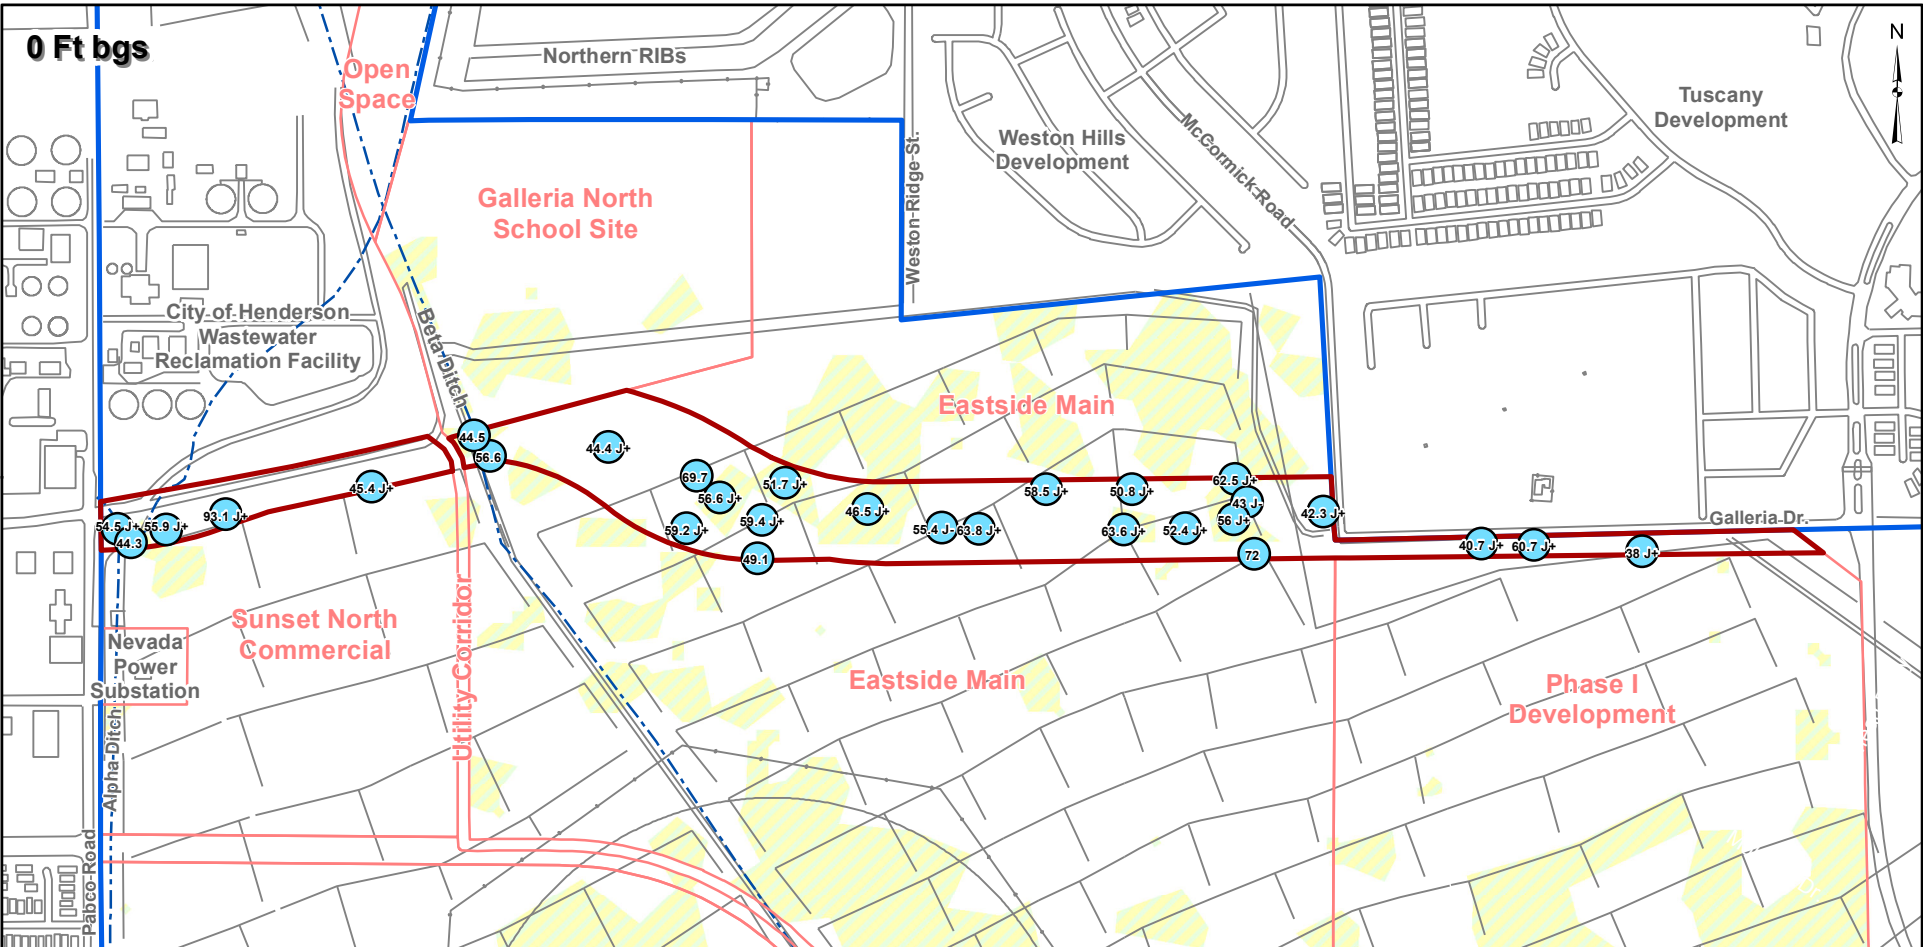 0 Ft bgs
N
Open
Space
Northern RIBs
Weston Hills
Development
McCormick Road
Tuscany
Development
Weston Ridge St.
Galleria North
School Site
City of Henderson
Wastewater
Reclamation Facility
Beta Ditch
Eastside Main
44.5
56.6
44.4 J+
69.7
56.6 J+
51.7 J+
59.2 J+
59.4 J+
49.1
46.5 J+
55.4 J-
63.8 J+
58.5 J+
50.8 J+
63.6 J+
52.4 J+
62.5 J+
43 J-
56 J+
72
42.3 J+
40.7 J+
60.7 J+
38 J+
Galleria Dr.
45.4 J+
93.1 J+
55.9 J+
54.5 J+
44.3
Sunset North
Commercial
Utility Corridor
Nevada
Power
Substation
Alpha Ditch
Pabco Road
Eastside Main
Phase I
Development